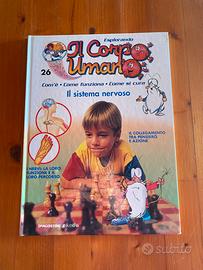 Esplorando
Il Corpo
Umano
26
Com'è • Come funziona • Come si cura
Il sistema nervoso
IL COLLEGAMENTO
TRA PENSIERO
E AZIONE
I NERVI: LA LORO
FUNZIONE E IL
LORO PERCORSO
DEAGOSTINI
subito